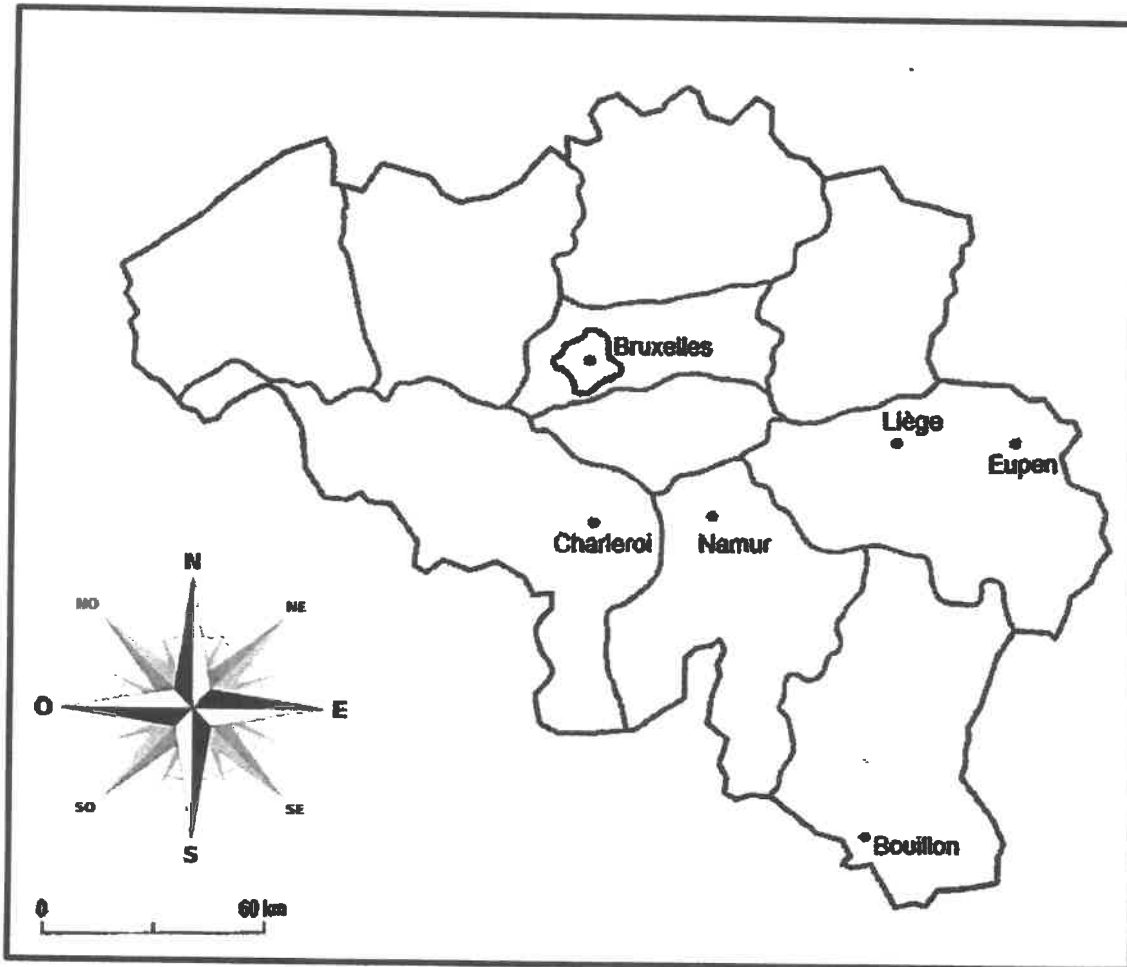 Bruxelles
Liège
Eupen
Charleroi
Namur
N
NO
NE
O
E
SO
SE
S
Bouillon
0
60 km